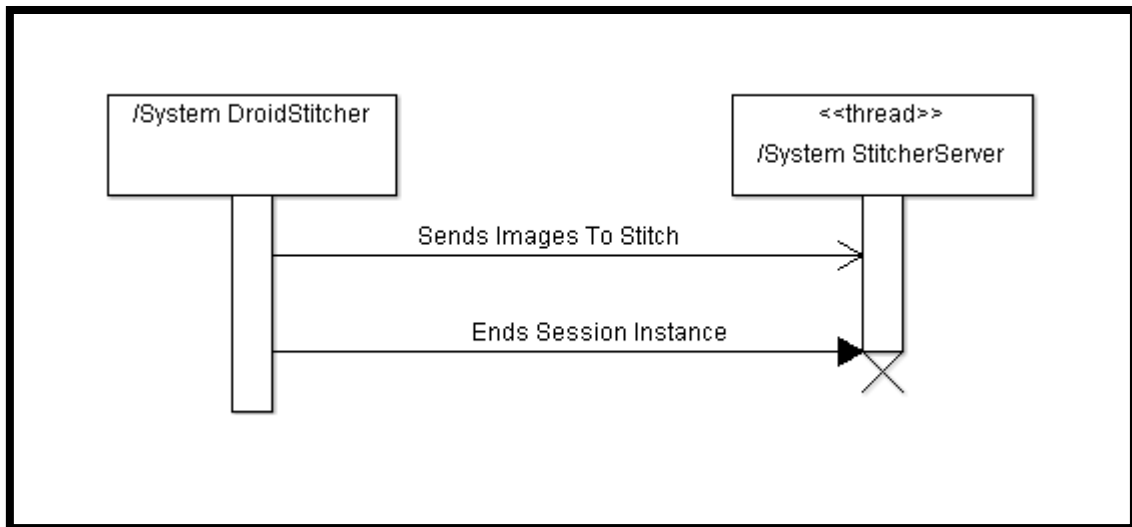 /System DroidStitcher
<<thread>>
/System StitcherServer
Sends Images To Stitch
Ends Session Instance